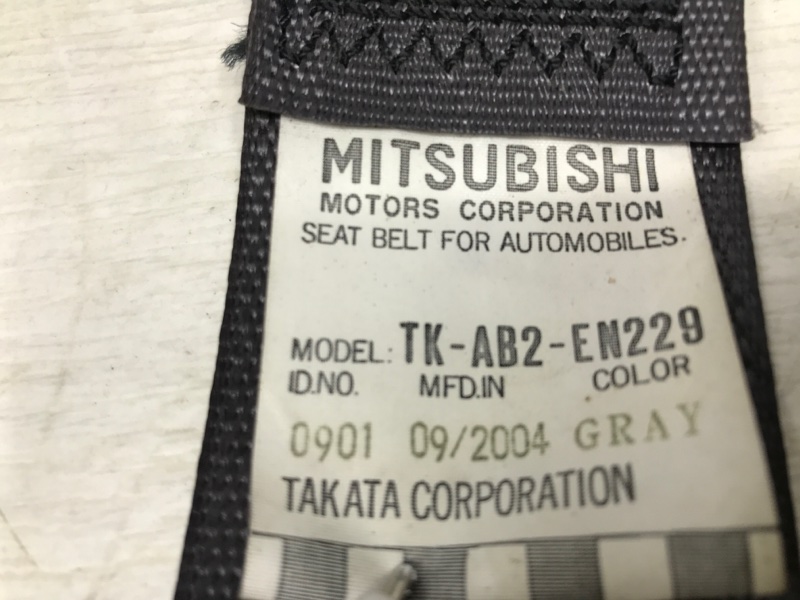 MITSUBISHI
MOTORS CORPORATION
SEAT BELT FOR AUTOMOBILES.
MODEL: TK-AB2-EN229
ID.NO. MFD.IN COLOR
0901 09/2004 GRAY
TAKATA CORPORATION